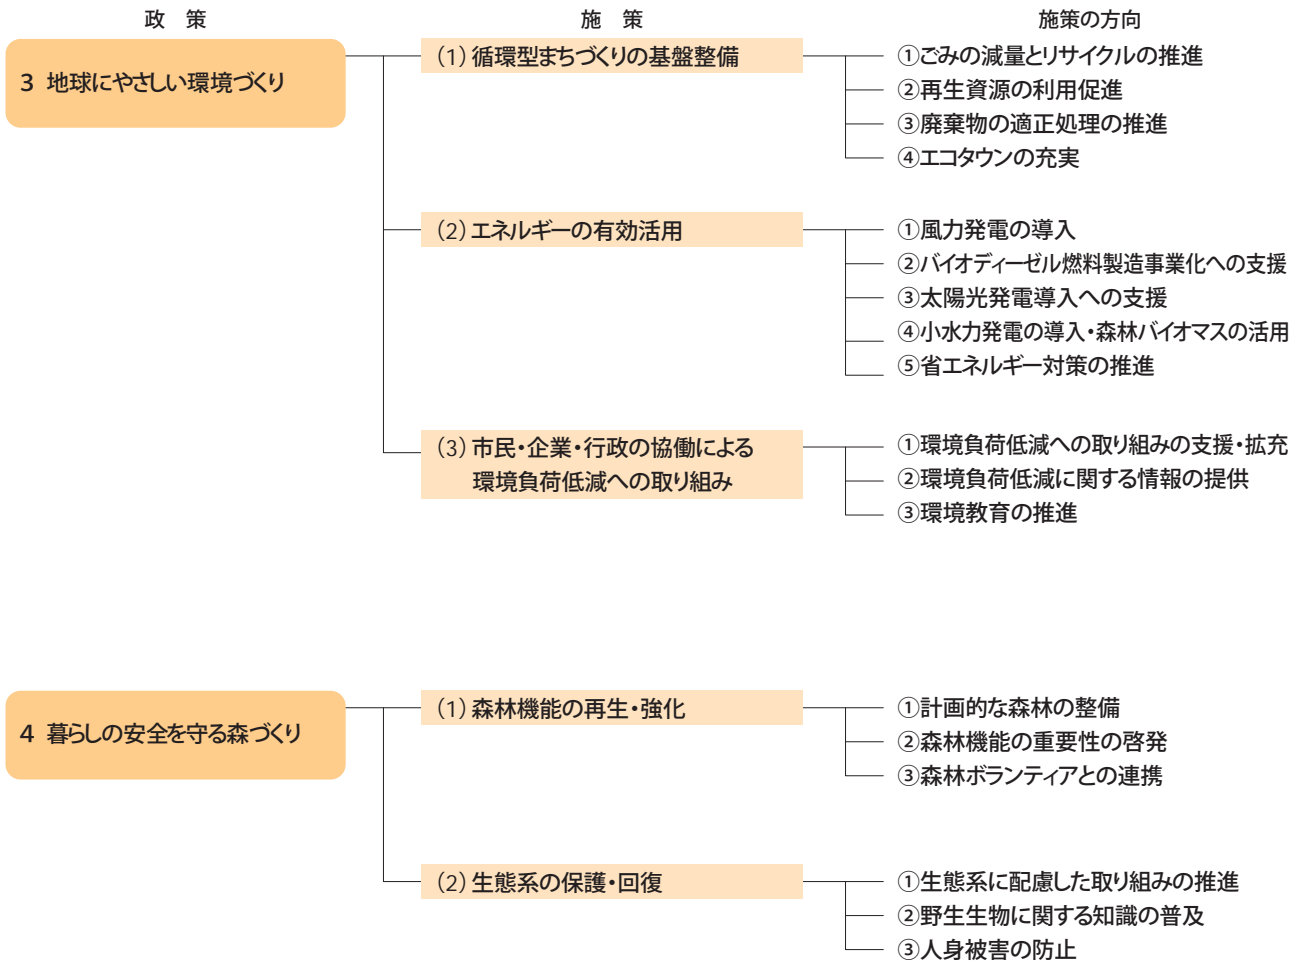 政　策
施　策
施策の方向
3 地球にやさしい環境づくり
(1)循環型まちづくりの基盤整備
①ごみの減量とリサイクルの推進
②再生資源の利用促進
③廃棄物の適正処理の推進
④エコタウンの充実
(2)エネルギーの有効活用
①風力発電の導入
②バイオディーゼル燃料製造事業化への支援
③太陽光発電導入への支援
④小水力発電の導入・森林バイオマスの活用
⑤省エネルギー対策の推進
(3)市民・企業・行政の協働による
環境負荷低減への取り組み
①環境負荷低減への取り組みの支援・拡充
②環境負荷低減に関する情報の提供
③環境教育の推進
4 暮らしの安全を守る森づくり
(1)森林機能の再生・強化
①計画的な森林の整備
②森林機能の重要性の啓発
③森林ボランティアとの連携
(2)生態系の保護・回復
①生態系に配慮した取り組みの推進
②野生生物に関する知識の普及
③人身被害の防止